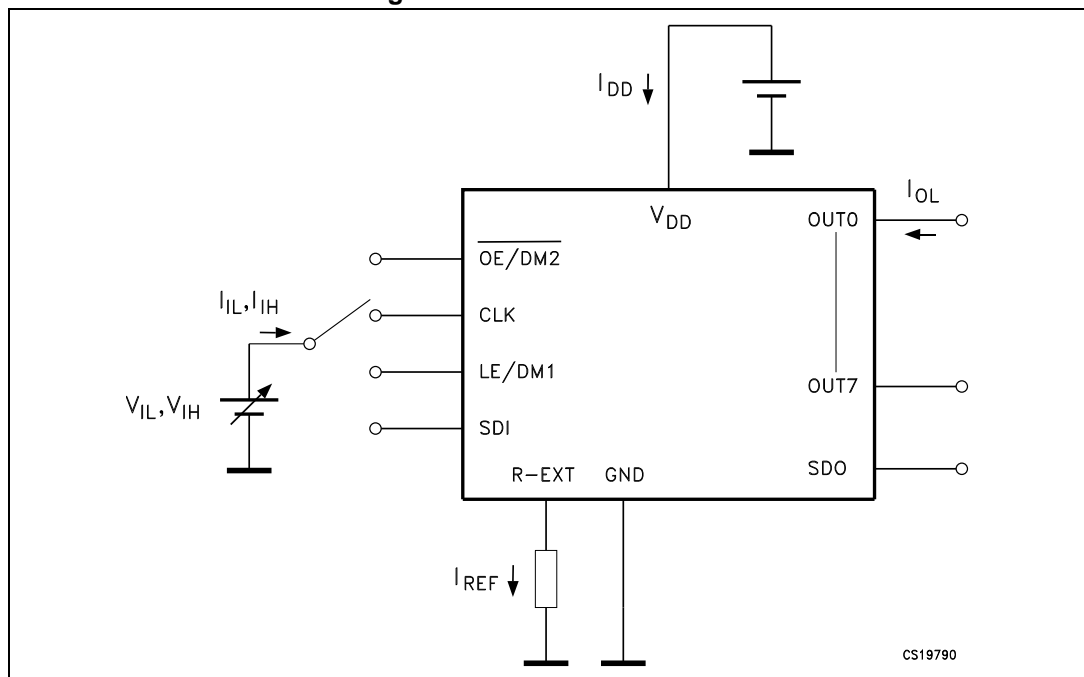 I_DD
V_DD
OUT0
I_OL
OE/DM2
I_IL,I_IH
CLK
LE/DM1
OUT7
V_IL,V_IH
SDI
SDO
R-EXT
GND
I_REF
CS19790